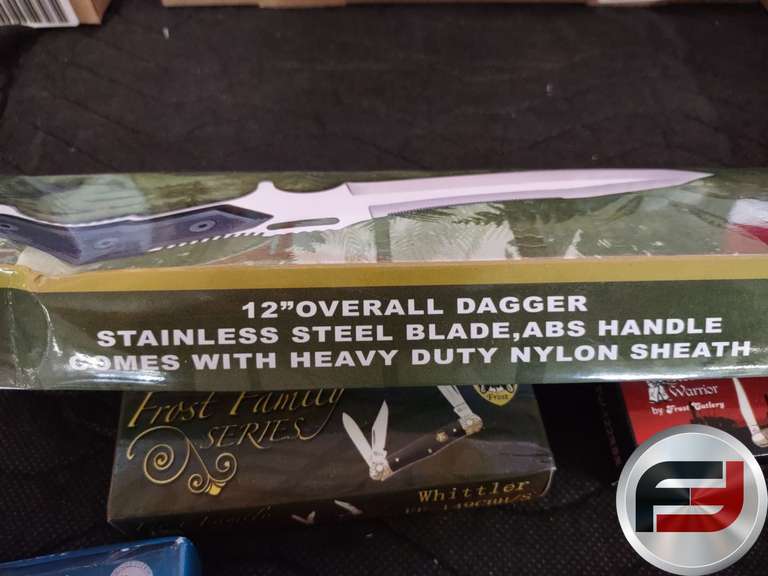 12”OVERALL DAGGER
STAINLESS STEEL BLADE,ABS HANDLE
COMES WITH HEAVY DUTY NYLON SHEATH
Frost Family
SERIES
Frost
Whittler
Warrior
by Frost Cutlery